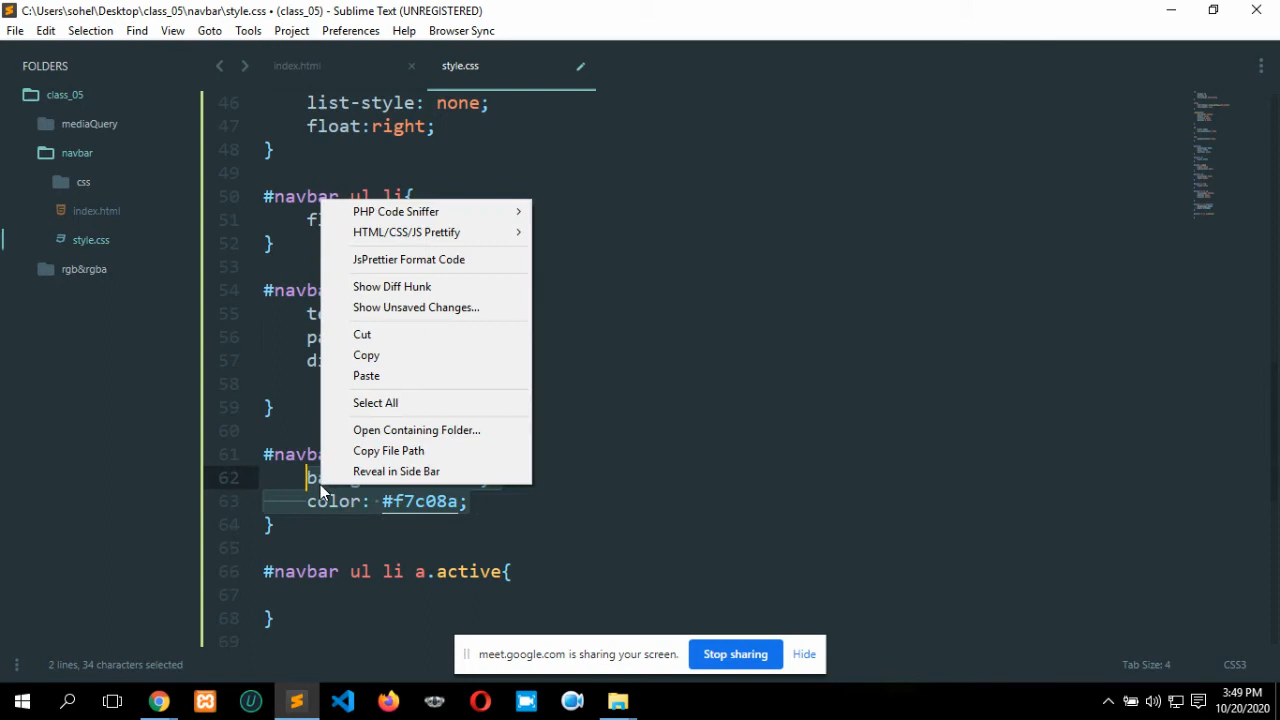 C:\Users\sohel\Desktop\class_05\navbar\style.css • (class_05) - Sublime Text (UNREGISTERED)
File Edit Selection Find View Goto Tools Project Preferences Help Browser Sync
FOLDERS
class_05
mediaQuery
navbar
css
index.html
style.css
rgb&rgba
index.html
style.css
46 list-style: none;
47 float:right;
48 }
49
50 #navbar ul li{
51
52 }
53
54 #navb
55
56
57
58
59 }
60
61 #navb
62
63 color: #f7c08a;
64 }
65
66 #navbar ul li a.active{
67
68 }
69
PHP Code Sniffer
HTML/CSS/JS Prettify
JsPrettier Format Code
Show Diff Hunk
Show Unsaved Changes...
Cut
Copy
Paste
Select All
Open Containing Folder...
Copy File Path
Reveal in Side Bar
meet.google.com is sharing your screen. Stop sharing Hide
2 lines, 34 characters selected
Tab Size: 4
CSS3
3:49 PM
10/20/2020